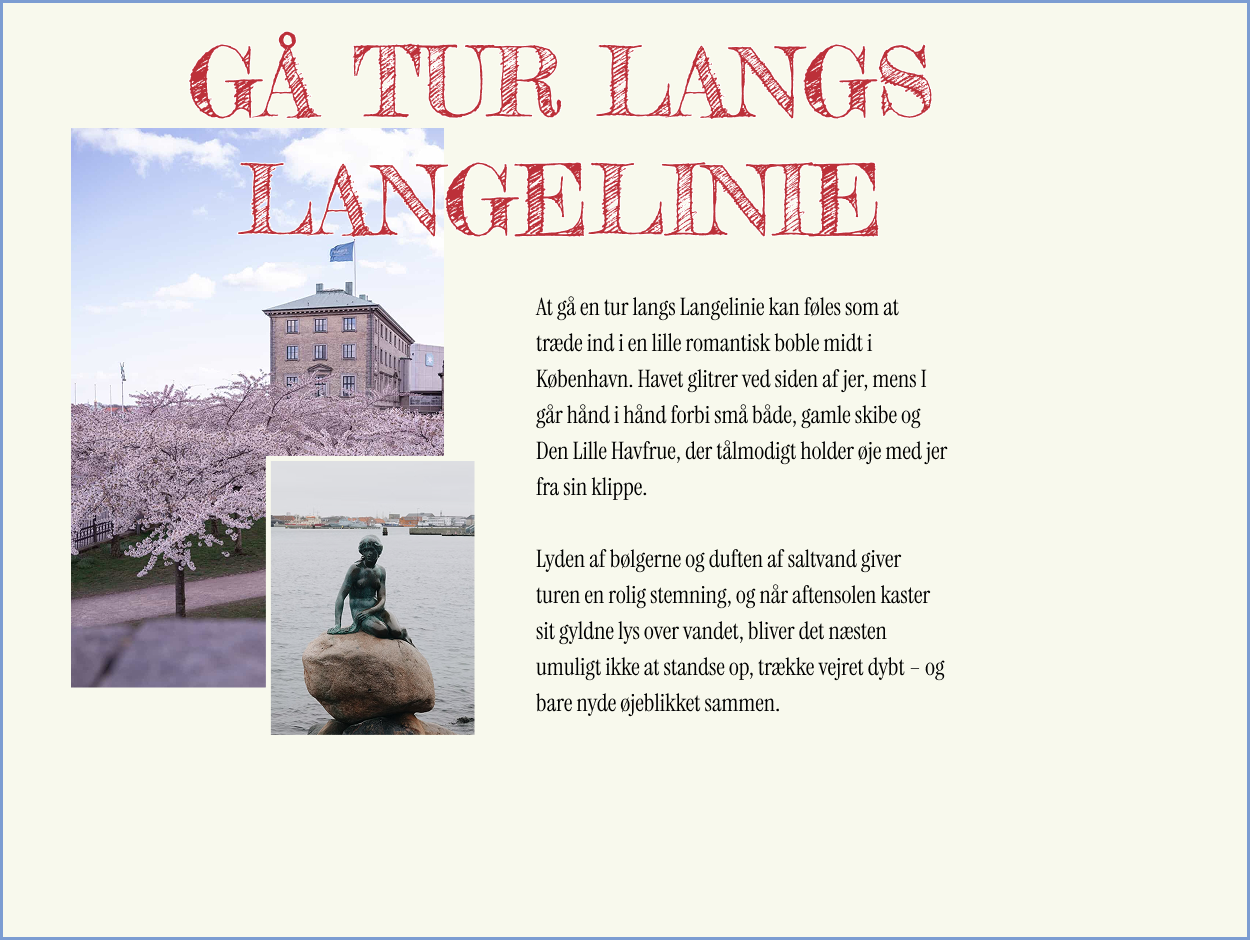 GÅ TUR LANGS
LANGELINIE
At gå en tur langs Langelinie kan føles som at
træde ind i en lille romantisk boble midt i
København. Havet glitrer ved siden af jer, mens I
går hånd i hånd forbi små både, gamle skibe og
Den Lille Havfrue, der tålmodigt holder øje med jer
fra sin klippe.
Lyden af bølgerne og duften af saltvand giver
turen en rolig stemning, og når aftensolen kaster
sit gyldne lys over vandet, bliver det næsten
umuligt ikke at standse op, trække vejret dybt – og
bare nyde øjeblikket sammen.